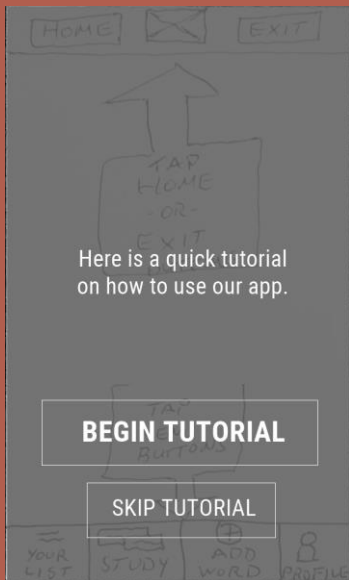 HOME EXIT
TAP
HOME
-OR-
EXIT
Here is a quick tutorial
on how to use our app.
BEGIN TUTORIAL
TAP
BUTTONS
SKIP TUTORIAL
YOUR LIST
STUDY
ADD WORD
PROFILE